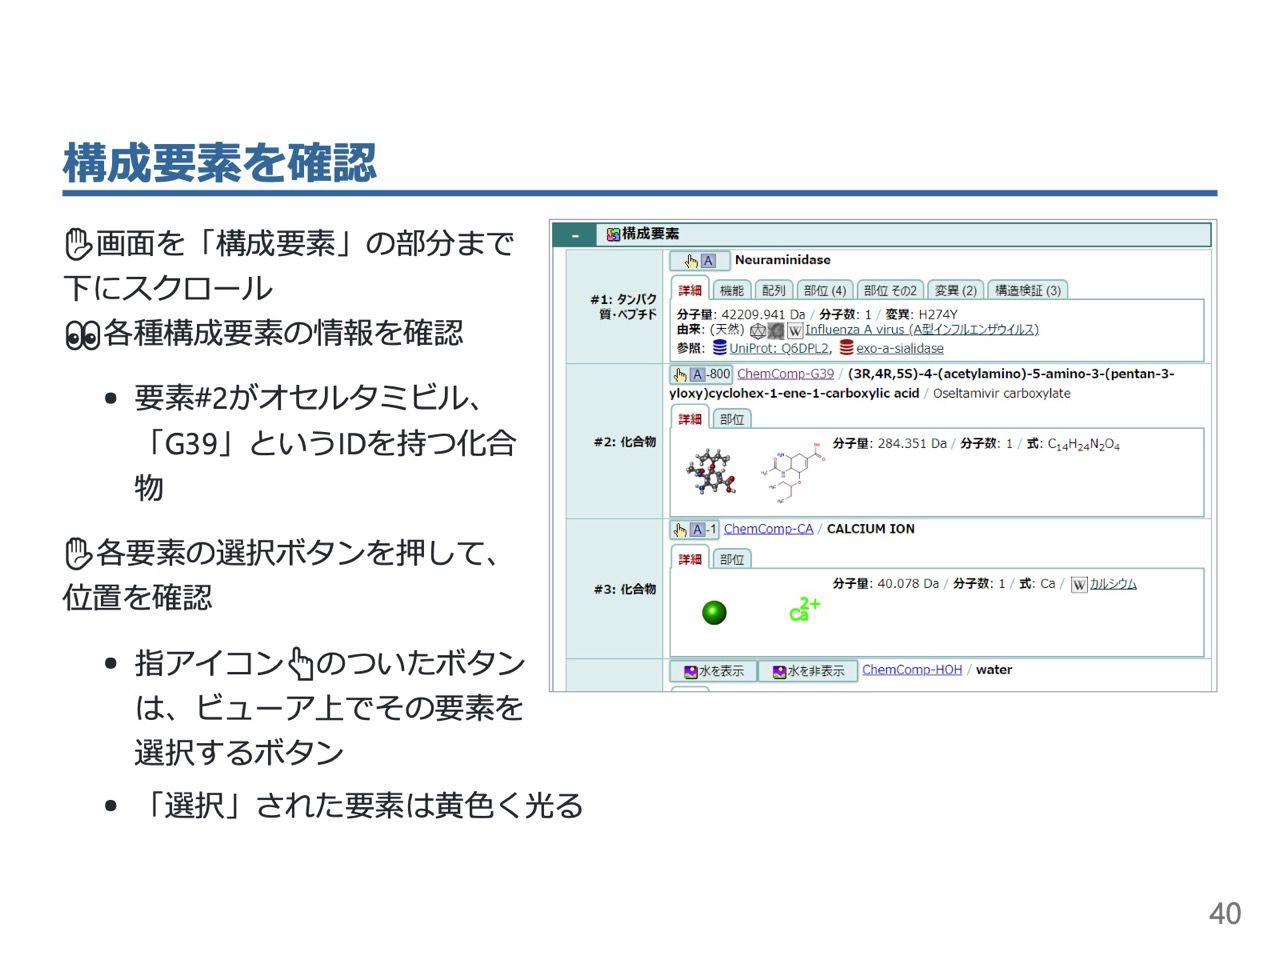 構成要素を確認
✋画面を「構成要素」の部分まで
下にスクロール
👀各種構成要素の情報を確認
• 要素#2がオセルタミビル、
「G39」というIDを持つ化合
物
✋各要素の選択ボタンを押して、
位置を確認
• 指アイコン👆のついたボタン
は、ビューア上でその要素を
選択するボタン
• 「選択」された要素は黄色く光る
- 構成要素
#1: タンパク
質・ペプチド
A Neuraminidase
詳細 機能 配列 部位 (4) 部位 その2 変異 (2) 構造検証 (3)
分子量: 42209.941 Da / 分子数: 1 / 変異: H274Y
由来: (天然) W Influenza A virus (A型インフルエンザウイルス)
参照: UniProt: Q6DPL2, exo-a-sialidase
#2: 化合物
A-800 ChemComp-G39 / (3R,4R,5S)-4-(acetylamino)-5-amino-3-(pentan-3-
yloxy)cyclohex-1-ene-1-carboxylic acid / Oseltamivir carboxylate
詳細 部位
分子量: 284.351 Da / 分子数: 1 / 式: C14H24N2O4
#3: 化合物
A-1 ChemComp-CA / CALCIUM ION
詳細 部位
分子量: 40.078 Da / 分子数: 1 / 式: Ca / W カルシウム
Ca2+
水を表示 水を非表示 ChemComp-HOH / water
40